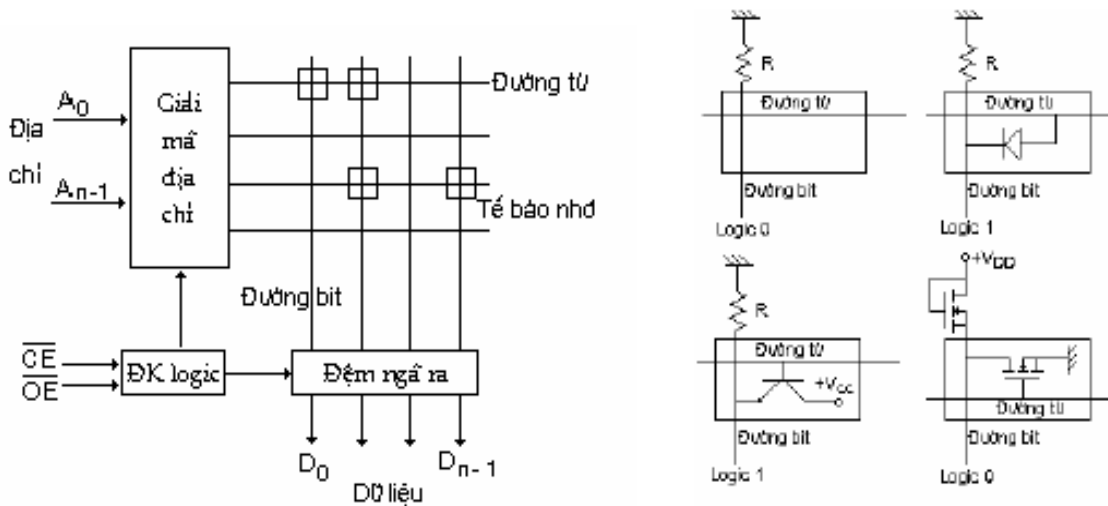 Địa
chỉ
A0
An-1
Giải
mã
địa
chỉ
Đường từ
Tế bào nhớ
Đường bit
CE
OE
ĐK logic
Đệm ngã ra
D0
Dn-1
Dữ liệu
R
Đường từ
Đường bit
Logic 0
R
Đường từ
Đường bit
Logic 1
R
Đường từ
+VCC
Đường bit
Logic 1
+VDD
Đường từ
Đường bit
Logic 0